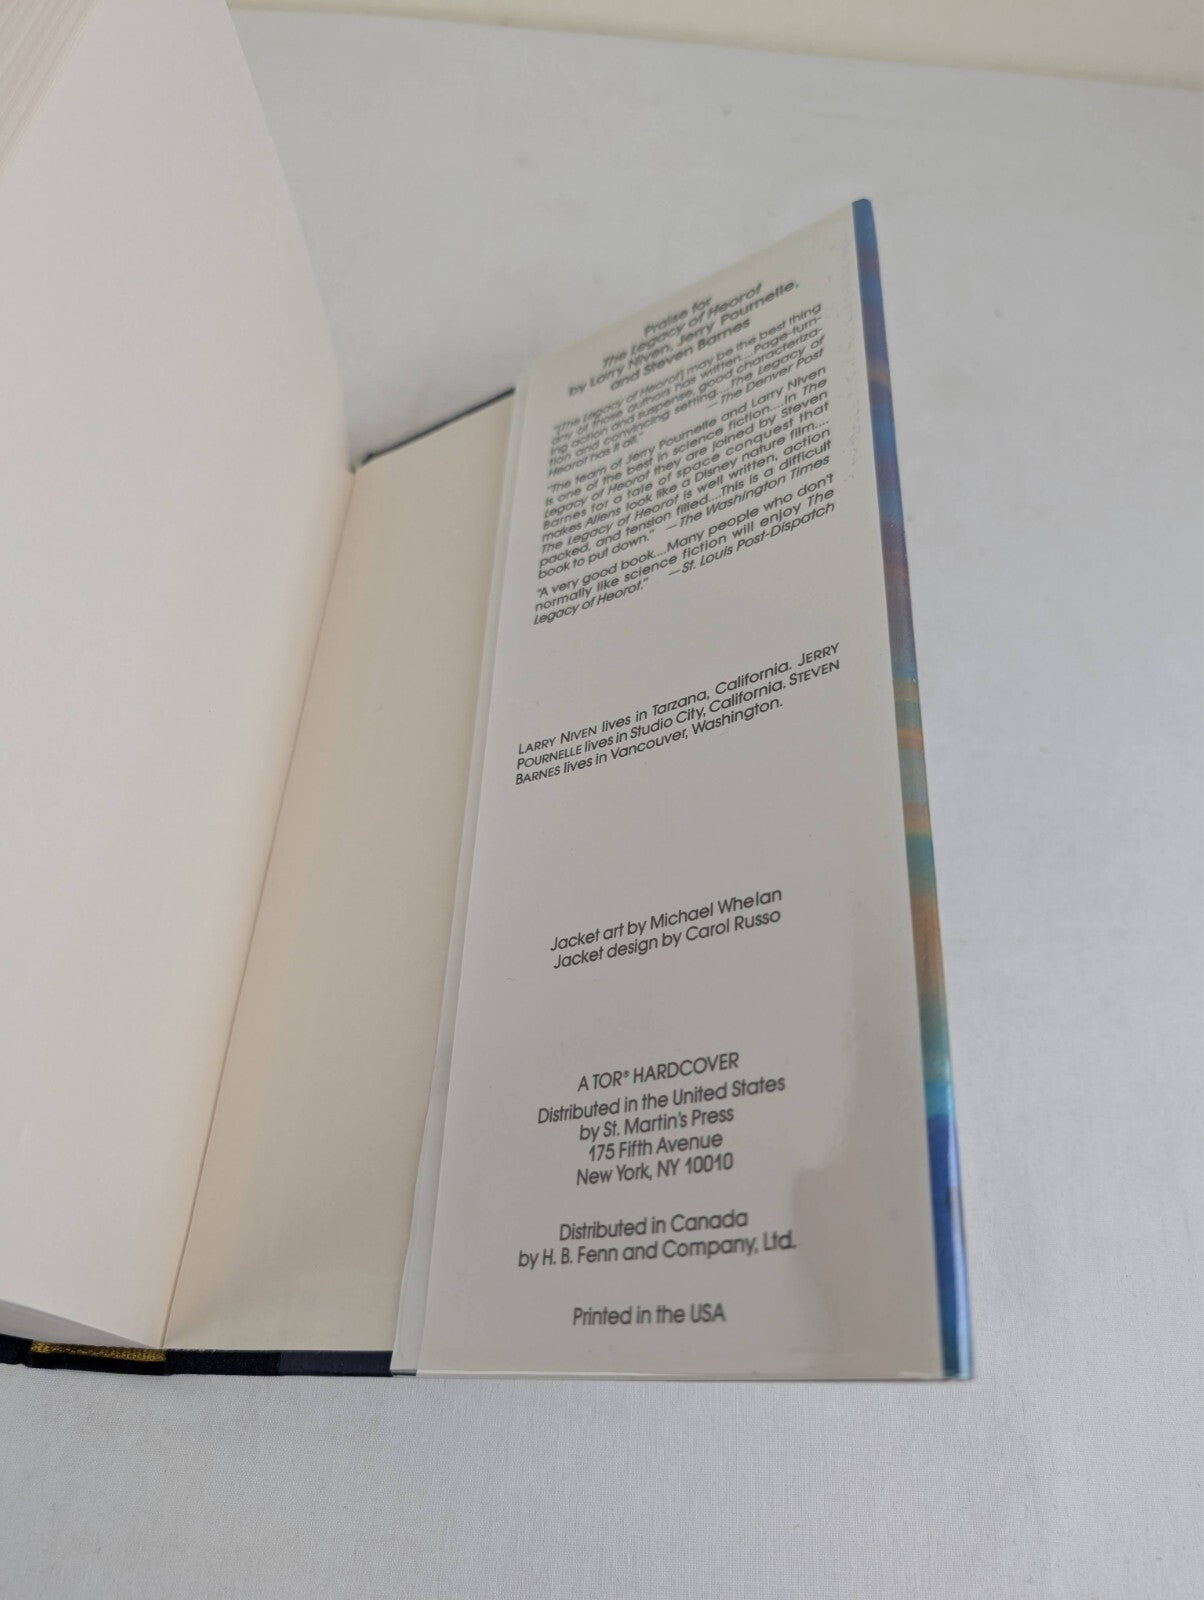 Praise for
The Legacy of Heorot
by Larry Niven, Jerry Pournelle,
and Steven Barnes
"[The Legacy of Heorot] may be the best thing
any of those authors has written....Page-turn-
ing action and suspense, good characteriza-
tion and convincing setting....The Legacy of
Heorot has it all." —The Denver Post
"The team of Jerry Pournelle and Larry Niven
is one of the best in science fiction....In The
Legacy of Heorot they are joined by Steven
Barnes for a tale of space conquest that
makes Aliens look like a Disney nature film....
The Legacy of Heorot is well written, action
packed, and tension filled....This is a difficult
book to put down." —The Washington Times
"A very good book....Many people who don't
normally like science fiction will enjoy The
Legacy of Heorot." —St. Louis Post-Dispatch
LARRY NIVEN lives in Tarzana, California. JERRY
POURNELLE lives in Studio City, California. STEVEN
BARNES lives in Vancouver, Washington.
Jacket art by Michael Whelan
Jacket design by Carol Russo
A TOR® HARDCOVER
Distributed in the United States
by St. Martin's Press
175 Fifth Avenue
New York, NY 10010
Distributed in Canada
by H. B. Fenn and Company, Ltd.
Printed in the USA